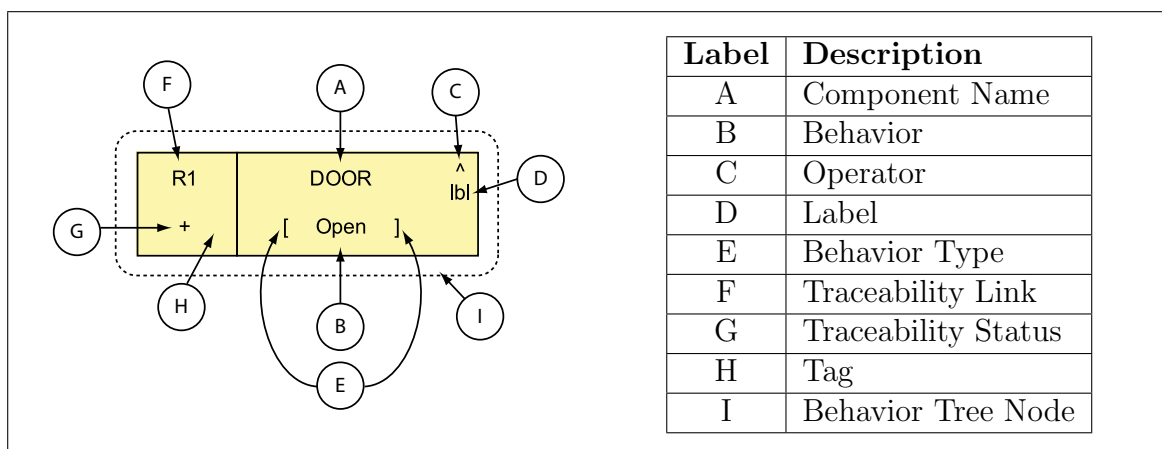 F
A
C
R1
DOOR
^
lbl
D
G
+
[ Open ]
H
B
I
E
Label Description
A Component Name
B Behavior
C Operator
D Label
E Behavior Type
F Traceability Link
G Traceability Status
H Tag
I Behavior Tree Node